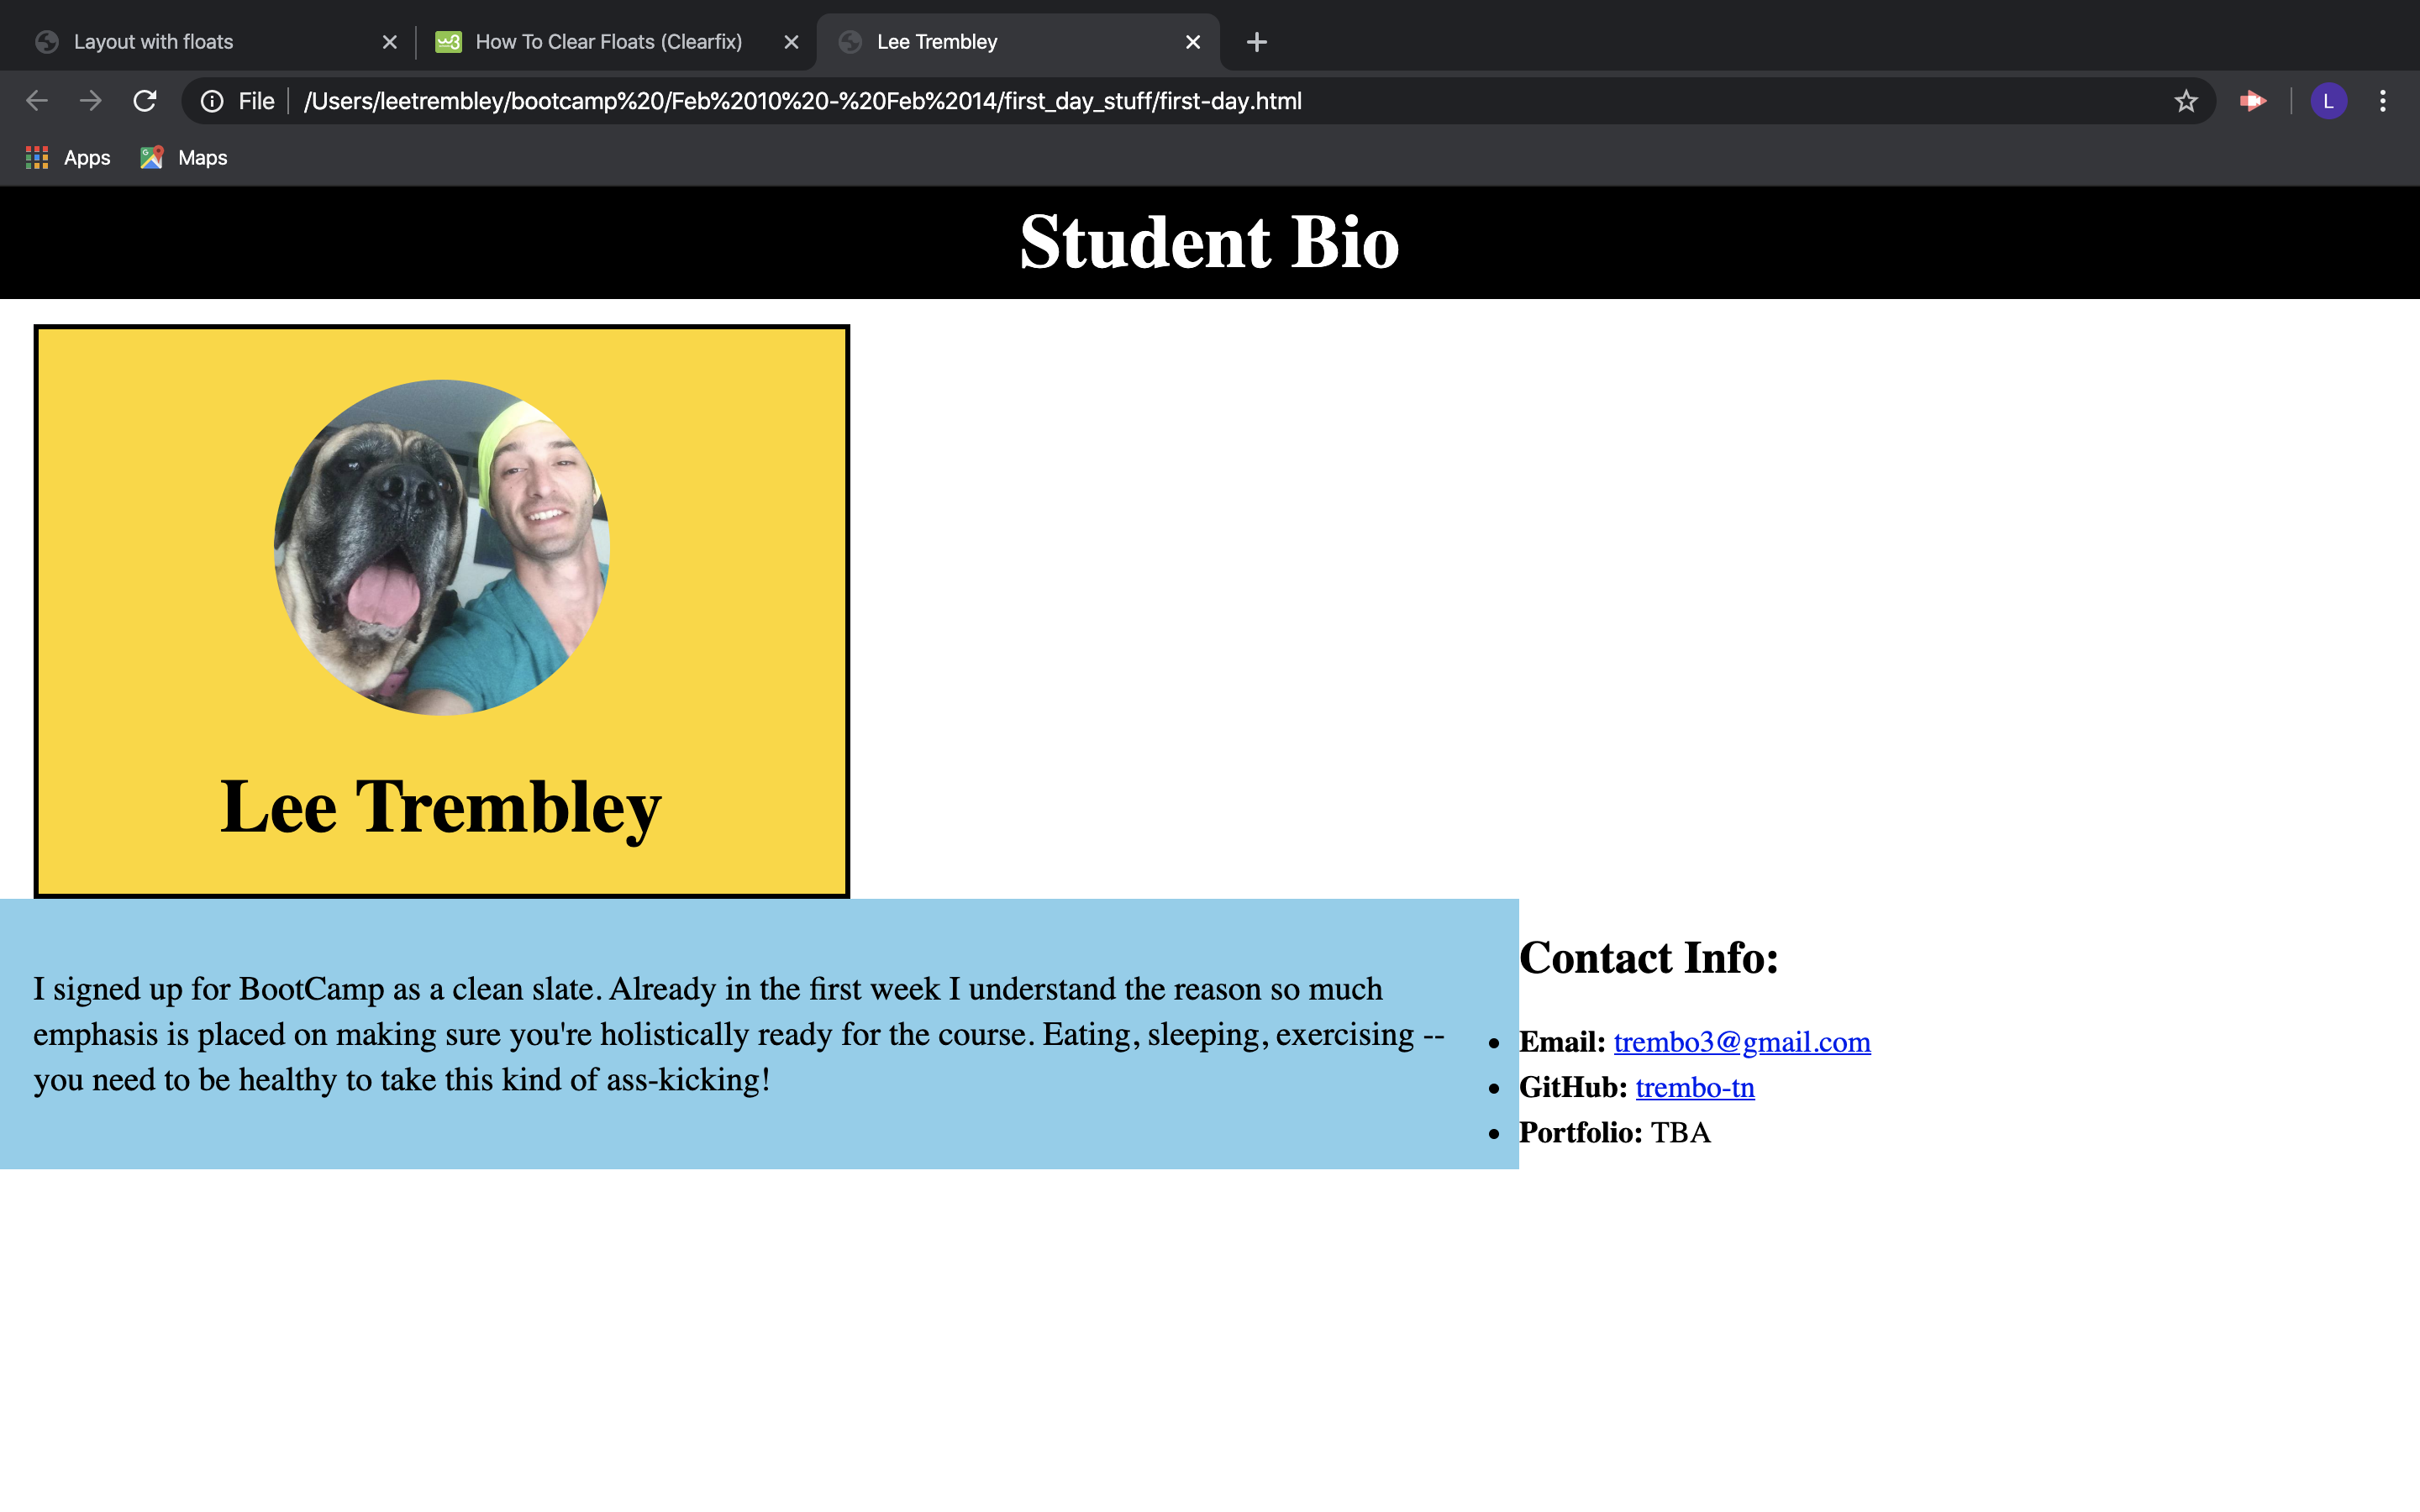 Layout with floats
How To Clear Floats (Clearfix)
Lee Trembley
File
/Users/leetrembley/bootcamp%20/Feb%2010%20-%20Feb%2014/first_day_stuff/first-day.html
L
Apps
Maps
Student Bio
Lee Trembley
I signed up for BootCamp as a clean slate. Already in the first week I understand the reason so much
emphasis is placed on making sure you're holistically ready for the course. Eating, sleeping, exercising --
you need to be healthy to take this kind of ass-kicking!
Contact Info:
Email: trembo3@gmail.com
GitHub: trembo-tn
Portfolio: TBA